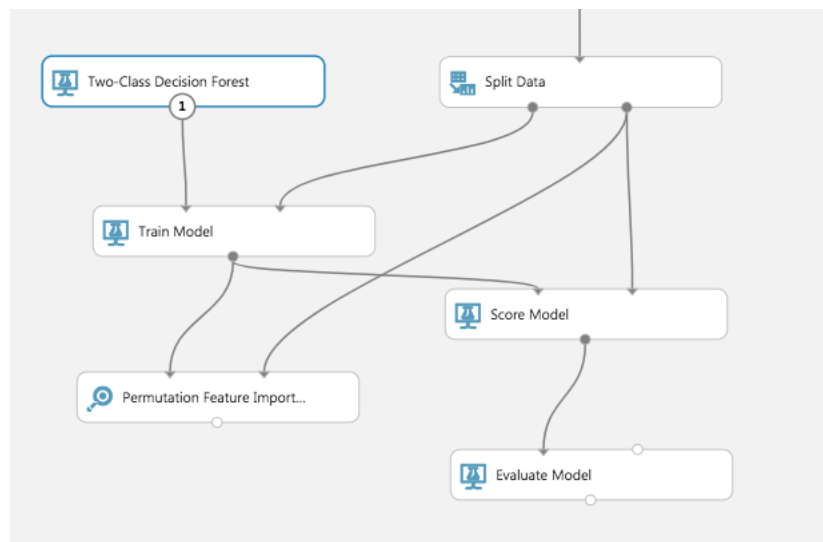 Two-Class Decision Forest
1
Split Data
Train Model
Score Model
Permutation Feature Import...
Evaluate Model